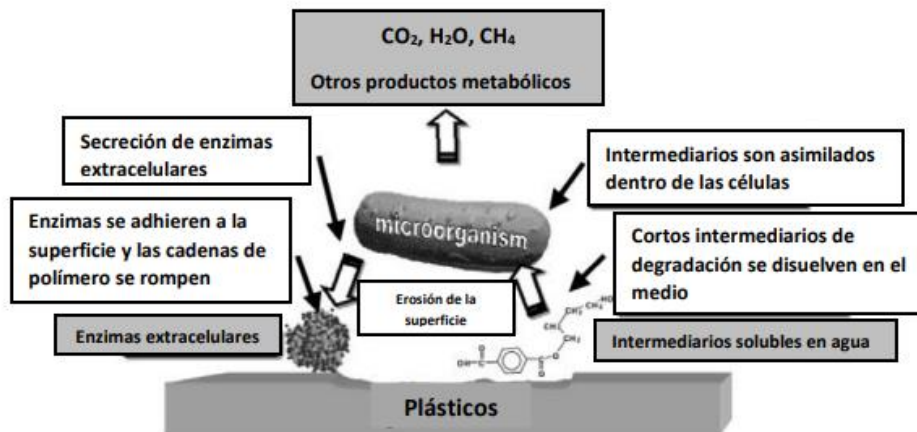 CO₂, H₂O, CH₄
Otros productos metabólicos
Secreción de enzimas
extracelulares
Intermediarios son asimilados
dentro de las células
microorganism
Enzimas se adhieren a la
superficie y las cadenas de
polímero se rompen
Cortos intermediarios de
degradación se disuelven en el
medio
Erosión de la
superficie
Enzimas extracelulares
Intermediarios solubles en agua
Plásticos